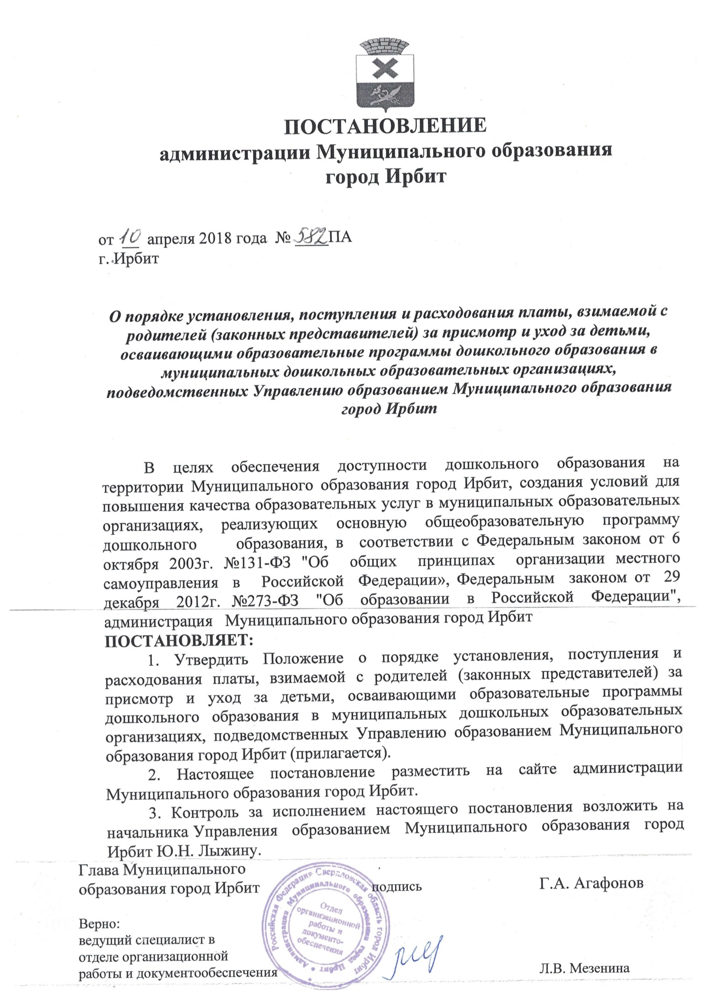 ПОСТАНОВЛЕНИЕ
администрации Муниципального образования
город Ирбит
от 10 апреля 2018 года № 582ПА
г. Ирбит
О порядке установления, поступления и расходования платы, взимаемой с
родителей (законных представителей) за присмотр и уход за детьми,
осваивающими образовательные программы дошкольного образования в
муниципальных дошкольных образовательных организациях,
подведомственных Управлению образованием Муниципального образования
город Ирбит
В целях обеспечения доступности дошкольного образования на
территории Муниципального образования город Ирбит, создания условий для
повышения качества образовательных услуг в муниципальных образовательных
организациях, реализующих основную общеобразовательную программу
дошкольного образования, в соответствии с Федеральным законом от 6
октября 2003г. №131-ФЗ "Об общих принципах организации местного
самоуправления в Российской Федерации», Федеральным законом от 29
декабря 2012г. №273-ФЗ "Об образовании в Российской Федерации",
администрация Муниципального образования город Ирбит
ПОСТАНОВЛЯЕТ:
1. Утвердить Положение о порядке установления, поступления и
расходования платы, взимаемой с родителей (законных представителей) за
присмотр и уход за детьми, осваивающими образовательные программы
дошкольного образования в муниципальных дошкольных образовательных
организациях, подведомственных Управлению образованием Муниципального
образования город Ирбит (прилагается).
2. Настоящее постановление разместить на сайте администрации
Муниципального образования город Ирбит.
3. Контроль за исполнением настоящего постановления возложить на
начальника Управления образованием Муниципального образования город
Ирбит Ю.Н. Лыжину.
Глава Муниципального
образования город Ирбит подпись Г.А. Агафонов
Российская Федерация Свердловская область город Ирбит
Администрация Муниципального образования город Ирбит
Отдел
организационной
работы и
документо-
обеспечения
Верно:
ведущий специалист в
отделе организационной
работы и документообеспечения Л.В. Мезенина